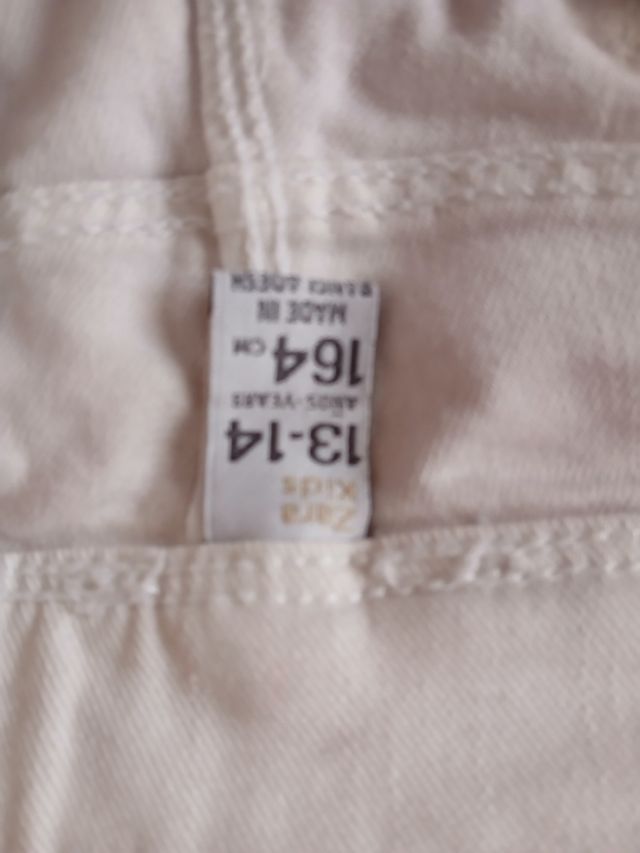 Zara
Kids
13-14
AÑOS-YEARS
164 CM
MADE IN
BANGLADESH